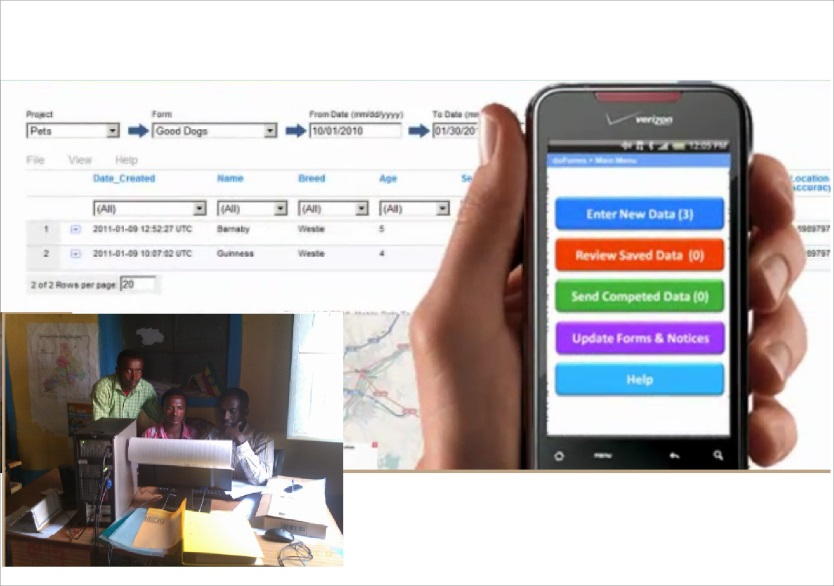 Project Form From Date (mm/dd/yyyy) To Date (mm
Pets Good Dogs 10/01/2010 01/30/201
File View Help
Date_Created Name Breed Age Se
(All) (All) (All) (All)
1 2011-01-09 12:52:27 UTC Barnaby Westie 5
2 2011-01-09 10:07:02 UTC Guinness Westie 4
2 of 2 Rows per page 20
verizon
12:05 PM
doForms > Main Menu
Enter New Data (3)
Review Saved Data (0)
Send Competed Data (0)
Update Forms & Notices
Help
menu
Location
Accuracy